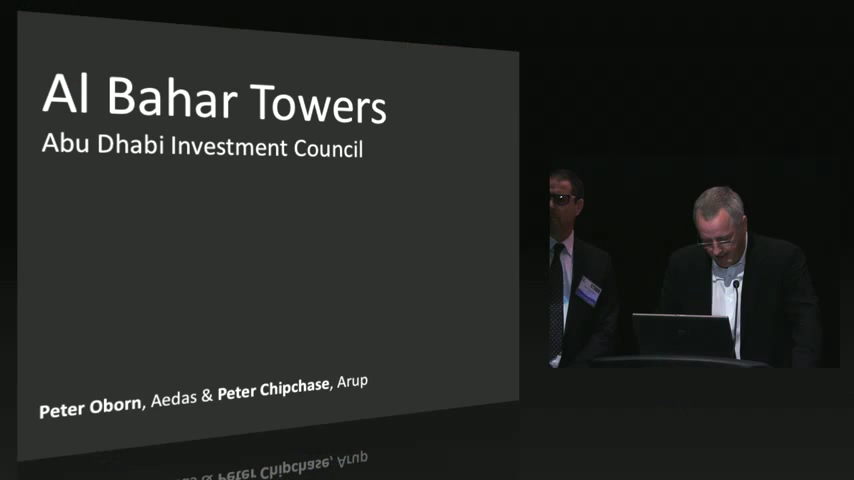 Al Bahar Towers
Abu Dhabi Investment Council
Peter Oborn, Aedas & Peter Chipchase, Arup